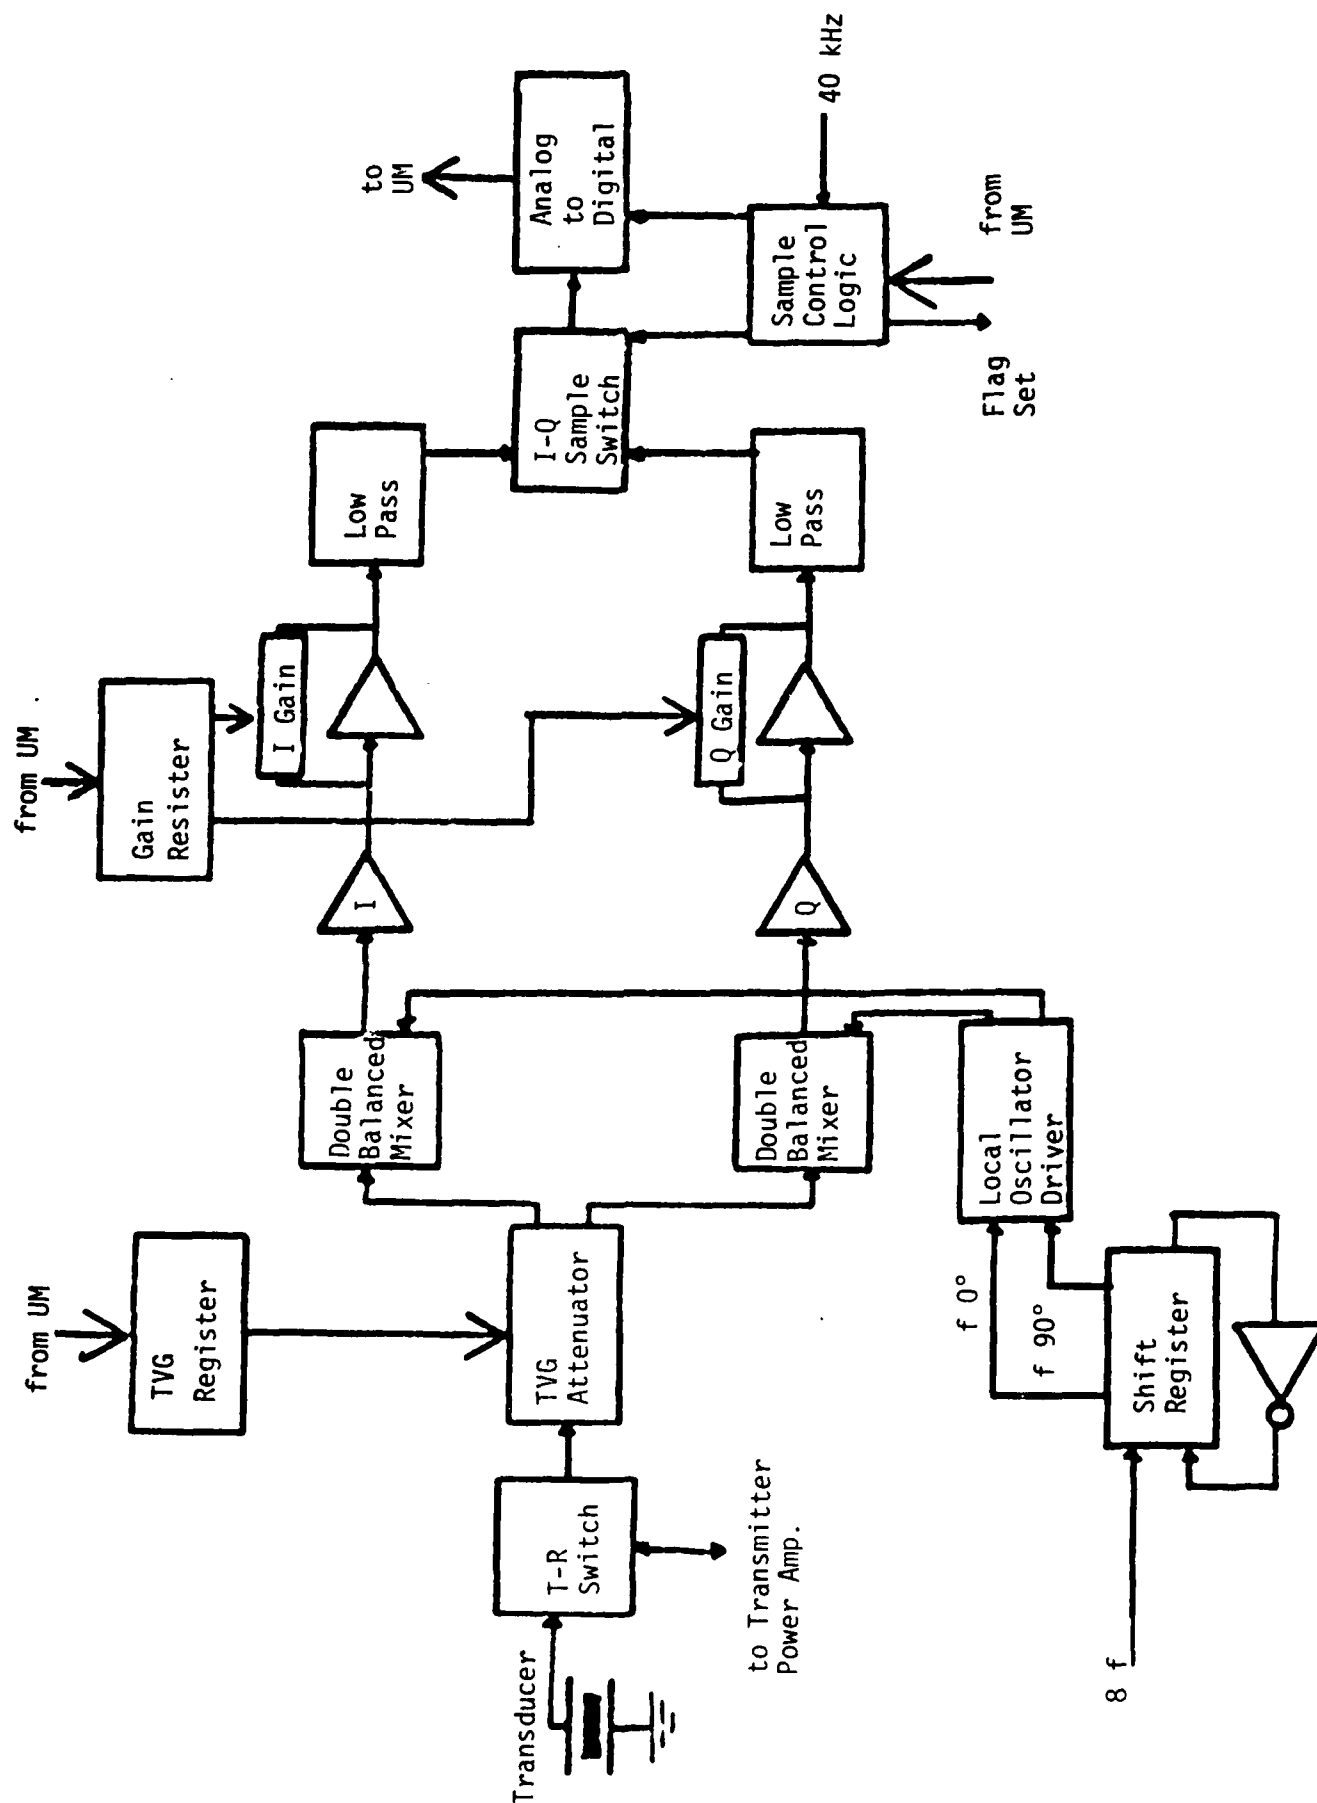 Transducer
T-R
Switch
to Transmitter
Power Amp.
from UM
TVG
Register
TVG
Attenuator
Double
Balanced
Mixer
Double
Balanced
Mixer
8 f
Shift
Register
f 0°
f 90°
Local
Oscillator
Driver
I
Q
from UM
Gain
Resister
I Gain
Q Gain
Low
Pass
Low
Pass
I-Q
Sample
Switch
Analog
to
Digital
to
UM
Sample
Control
Logic
40 kHz
Flag
Set
from
UM